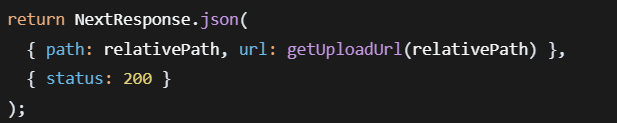 return NextResponse.json(
  { path: relativePath, url: getUploadUrl(relativePath) },
  { status: 200 }
);